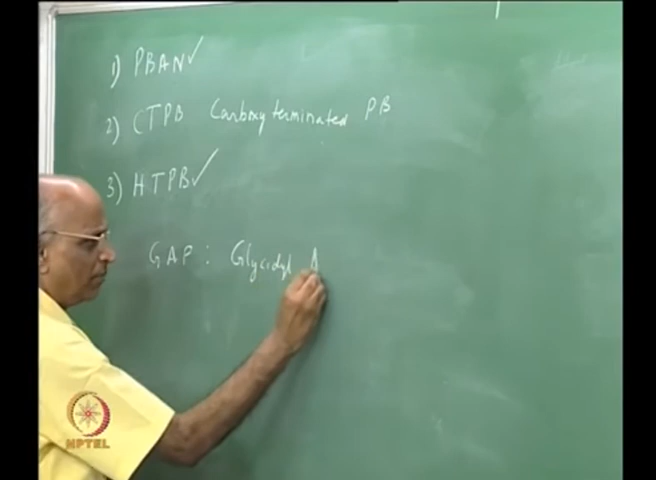 1) PBAN ✓
2) CTPB Carboxy terminated PB
3) HTPB ✓
GAP : Glycidyl A
NPTEL